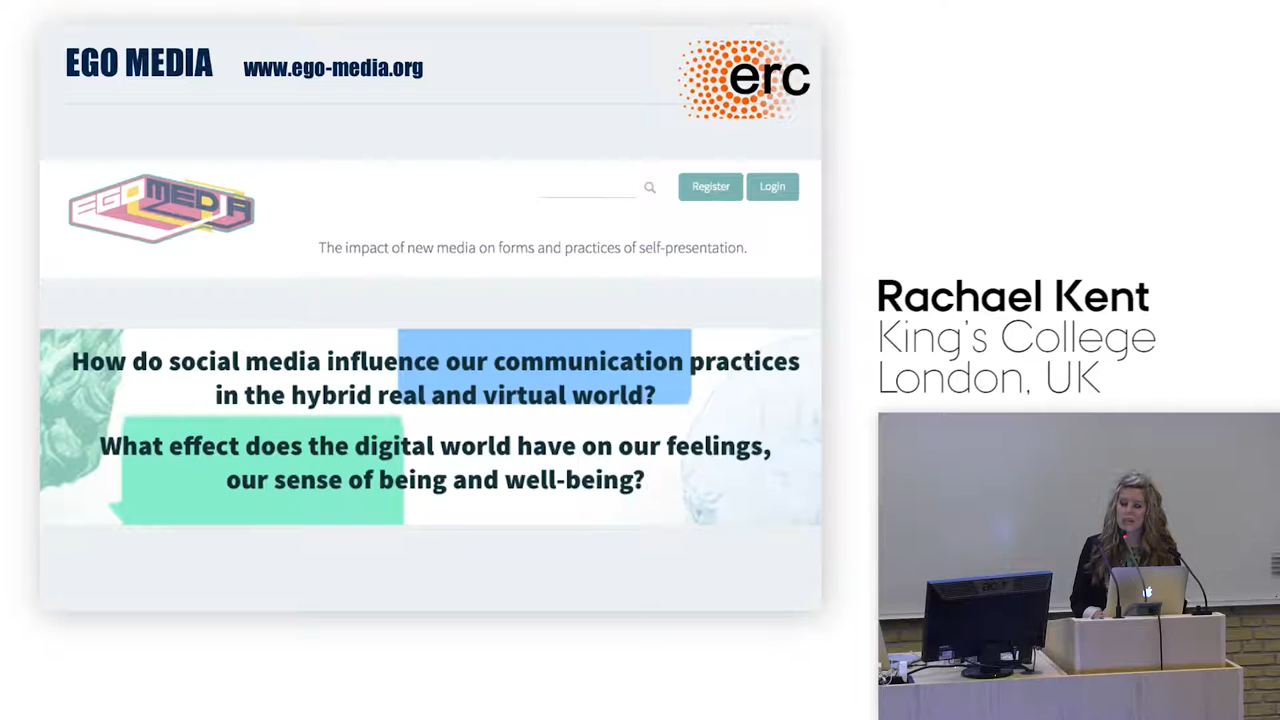 EGO MEDIA www.ego-media.org
erc
EGO MEDIA
Register Login
The impact of new media on forms and practices of self-presentation.
How do social media influence our communication practices
in the hybrid real and virtual world?
What effect does the digital world have on our feelings,
our sense of being and well-being?
Rachael Kent
King's College
London, UK
acer